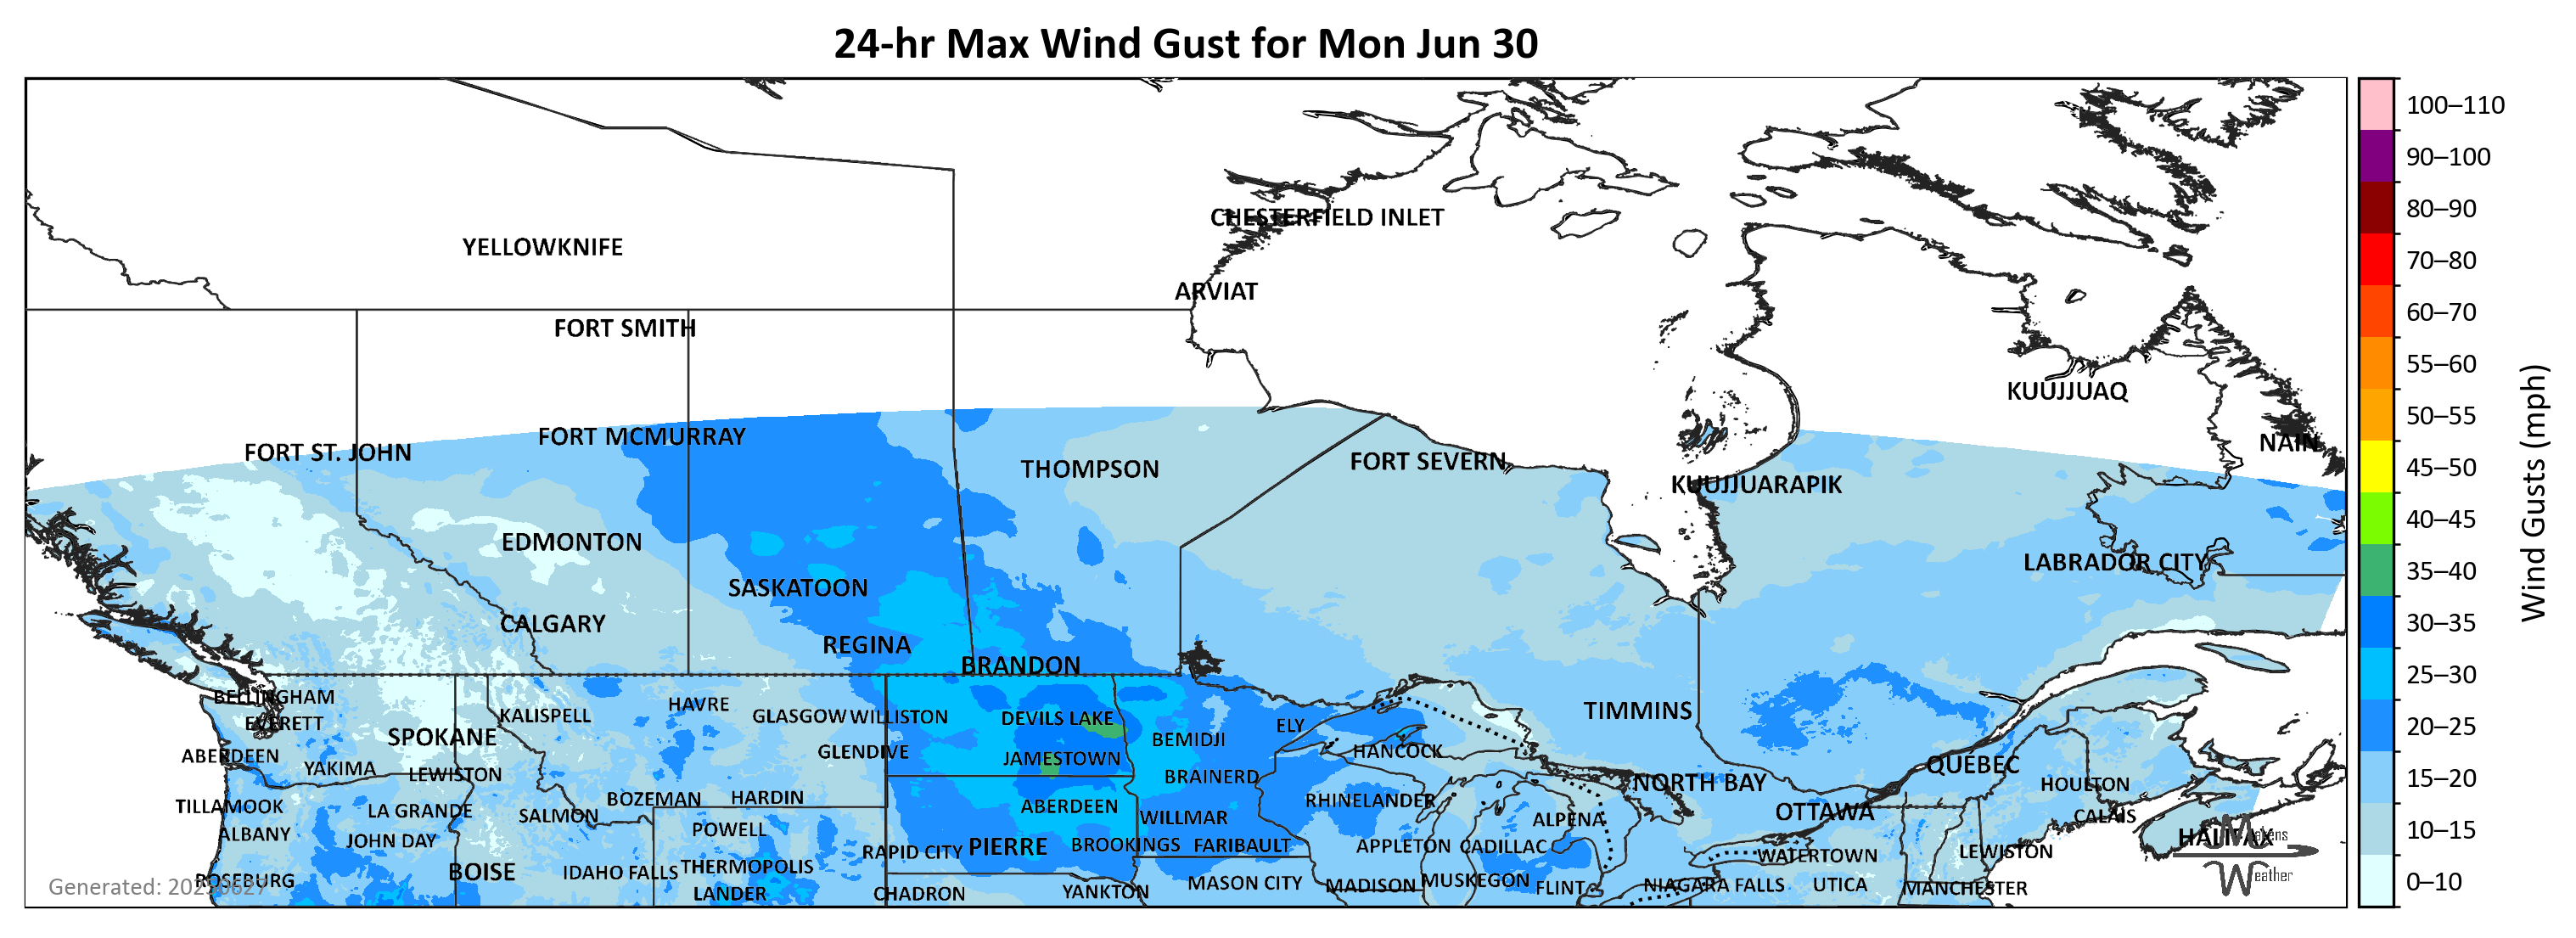 24-hr Max Wind Gust for Mon Jun 30
100–110
90–100
80–90
70–80
60–70
55–60
50–55
45–50
40–45
35–40
30–35
25–30
20–25
15–20
10–15
0–10
Wind Gusts (mph)
CHESTERFIELD INLET
YELLOWKNIFE
ARVIAT
FORT SMITH
KUUJJUAQ
FORT MCMURRAY
NAIN
FORT ST. JOHN
FORT SEVERN
THOMPSON
KUUJJUARAPIK
EDMONTON
LABRADOR CITY
SASKATOON
CALGARY
REGINA
BRANDON
BELLINGHAM
HAVRE
TIMMINS
KALISPELL
GLASGOW
WILLISTON
DEVILS LAKE
EVERETT
ELY
SPOKANE
BEMIDJI
HANCOCK
GLENDIVE
ABERDEEN
JAMESTOWN
QUÉBEC
YAKIMA
LEWISTON
BRAINERD
NORTH BAY
HOULTON
BOZEMAN
HARDIN
RHINELANDER
TILLAMOOK
ABERDEEN
LA GRANDE
OTTAWA
SALMON
CALAIS
WILLMAR
ALPENA
POWELL
ALBANY
HALIFAX
JOHN DAY
BROOKINGS
FARIBAULT
PIERRE
APPLETON
CADILLAC
RAPID CITY
LEWISTON
WATERTOWN
THERMOPOLIS
BOISE
IDAHO FALLS
ROSEBURG
MUSKEGON
MASON CITY
MADISON
NIAGARA FALLS
UTICA
FLINT
MANCHESTER
YANKTON
LANDER
CHADRON
Generated: 20250627
Weather